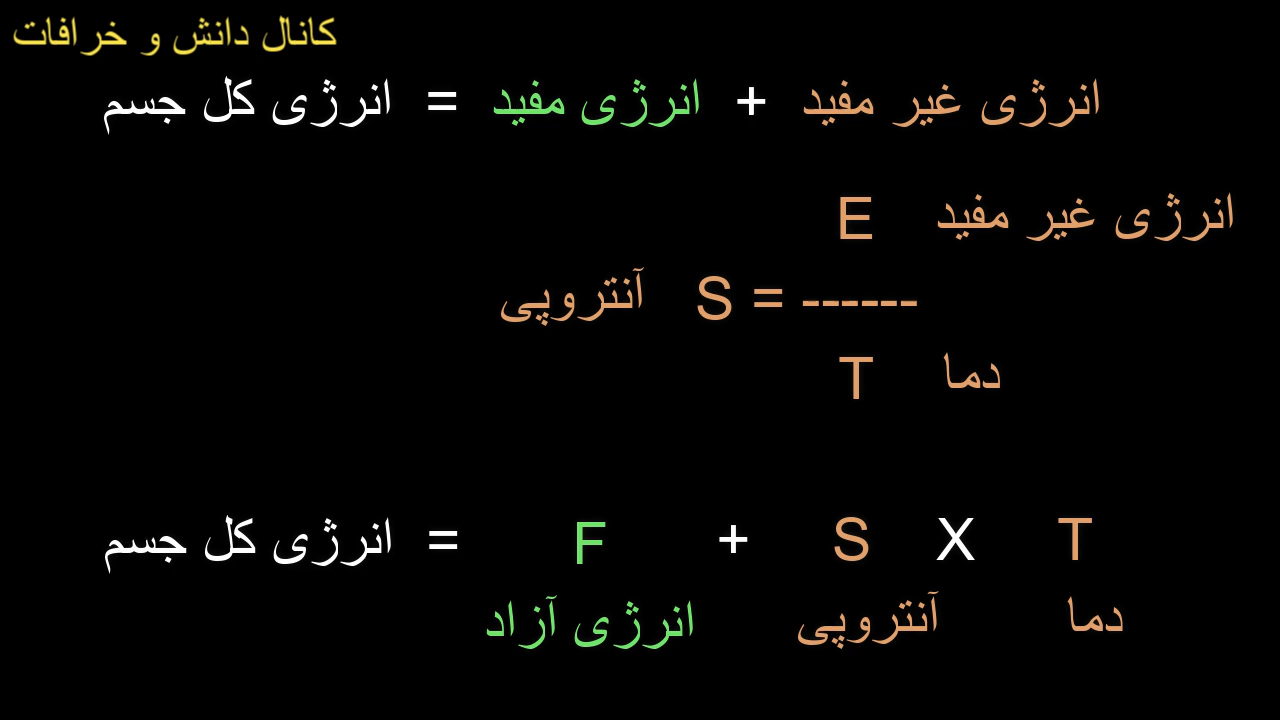 کانال دانش و خرافات
انرژی کل جسم = انرژی مفید + انرژی غیر مفید
E انرژی غیر مفید
آنتروپی S = ------
T دما
انرژی کل جسم = F + S X T
انرژی آزاد آنتروپی دما